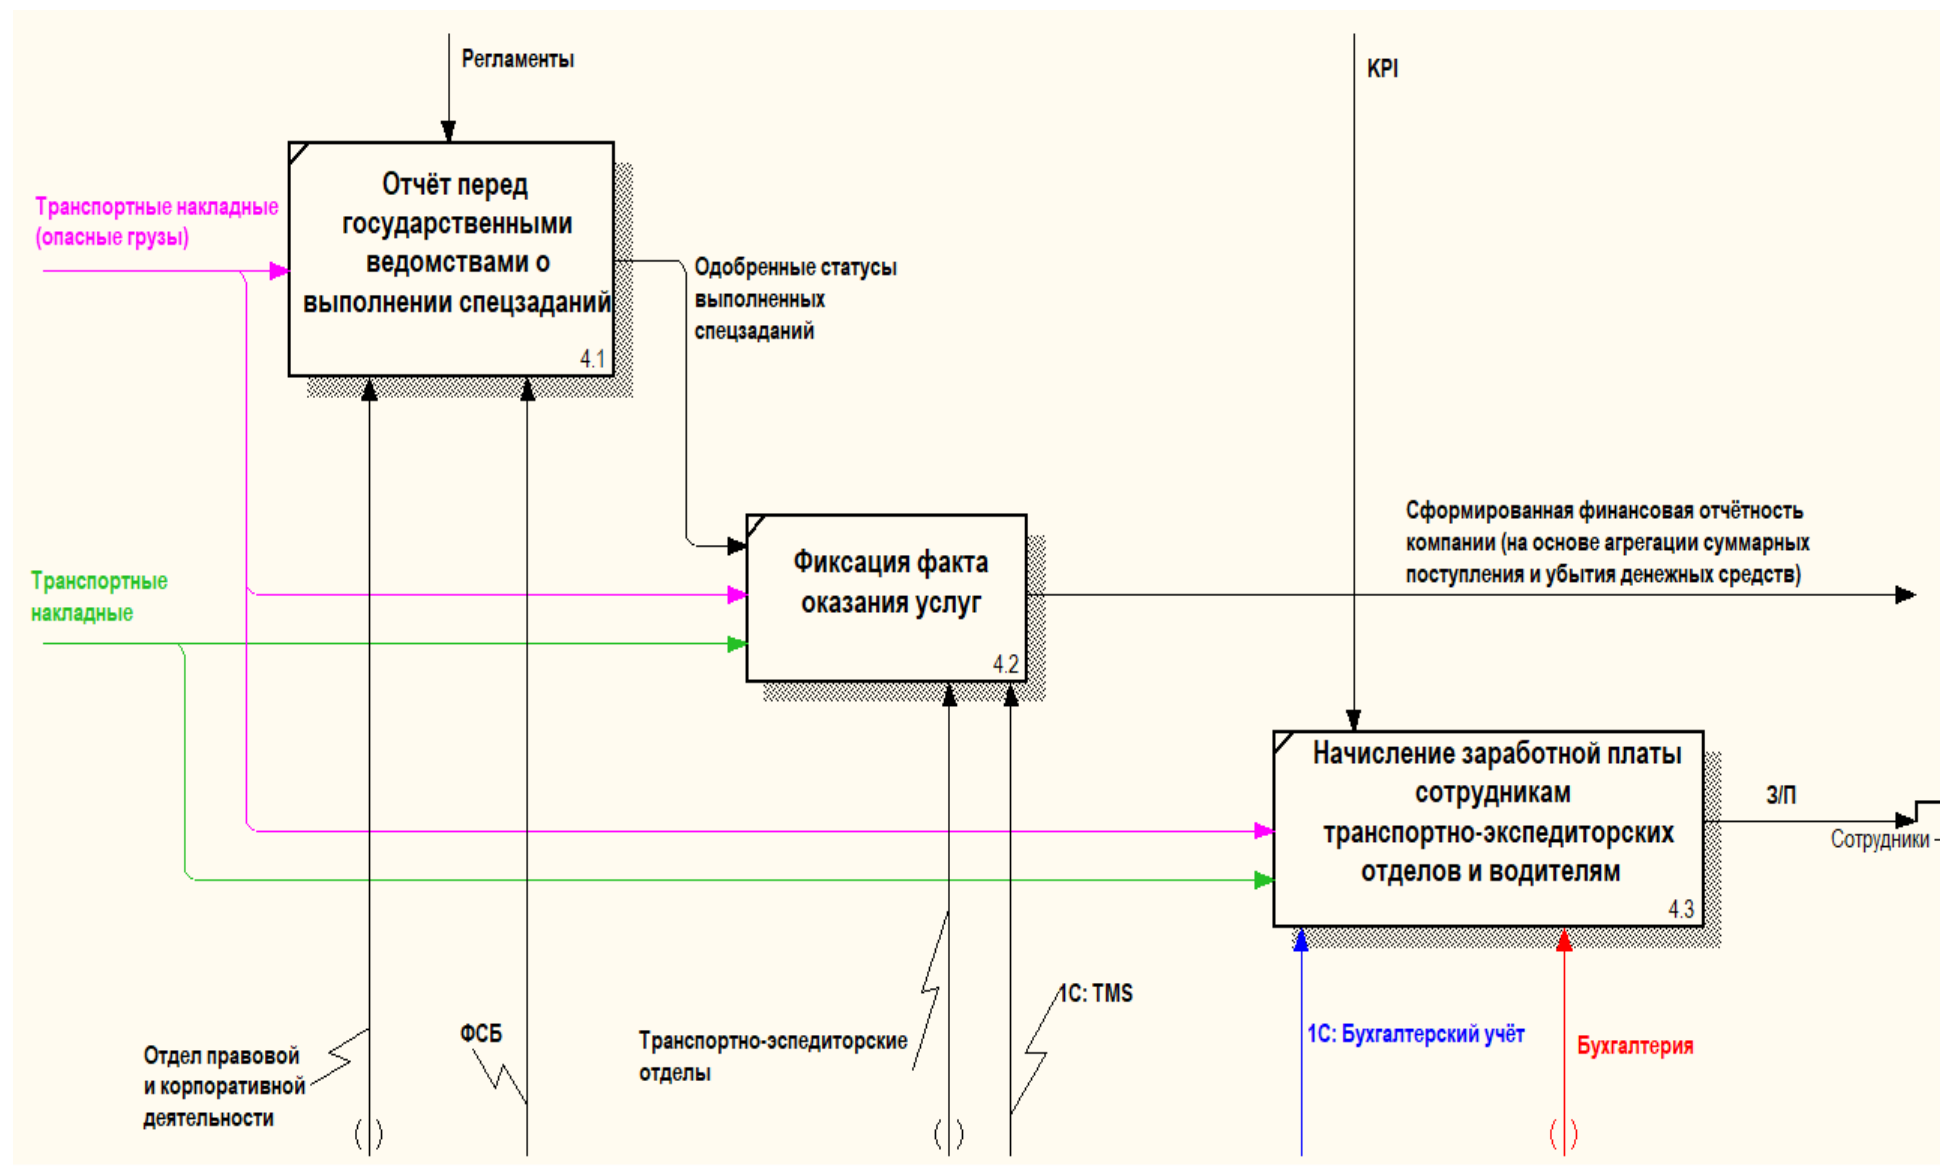 Регламенты
KPI
Транспортные накладные
(опасные грузы)
Отчёт перед
государственными
ведомствами о
выполнении спецзаданий
4.1
Одобренные статусы
выполненных
спецзаданий
Сформированная финансовая отчётность
компании (на основе агрегации суммарных
поступления и убытия денежных средств)
Транспортные
накладные
Фиксация факта
оказания услуг
4.2
Начисление заработной платы
сотрудникам
транспортно-экспедиторских
отделов и водителям
4.3
З/П
Сотрудники –
Отдел правовой
и корпоративной
деятельности
ФСБ
Транспортно-эспедиторские
отделы
1С: TMS
1С: Бухгалтерский учёт
Бухгалтерия